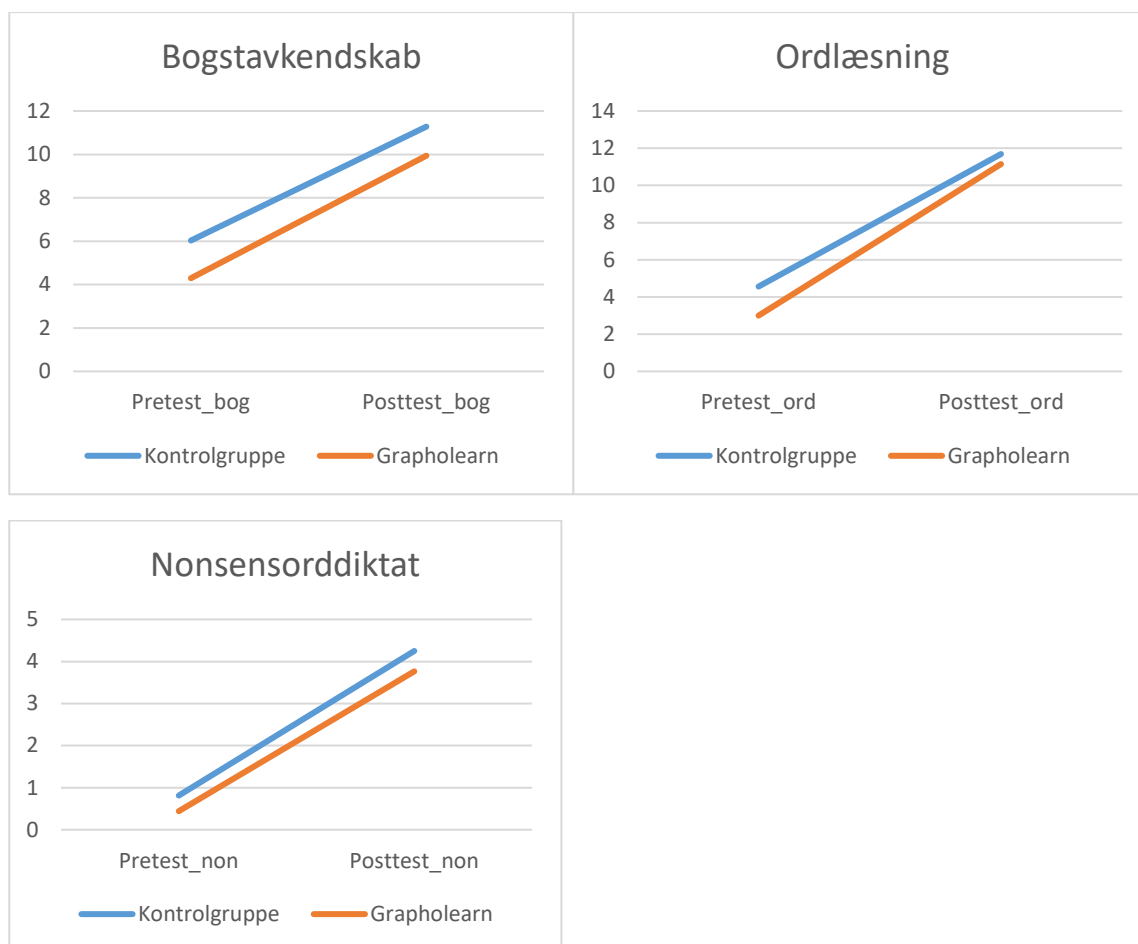 Bogstavkendskab
12
10
8
6
4
2
0
Pretest_bog Posttest_bog
Kontrolgruppe Grapholearn
Ordlæsning
14
12
10
8
6
4
2
0
Pretest_ord Posttest_ord
Kontrolgruppe Grapholearn
Nonsensorddiktat
5
4
3
2
1
0
Pretest_non Posttest_non
Kontrolgruppe Grapholearn